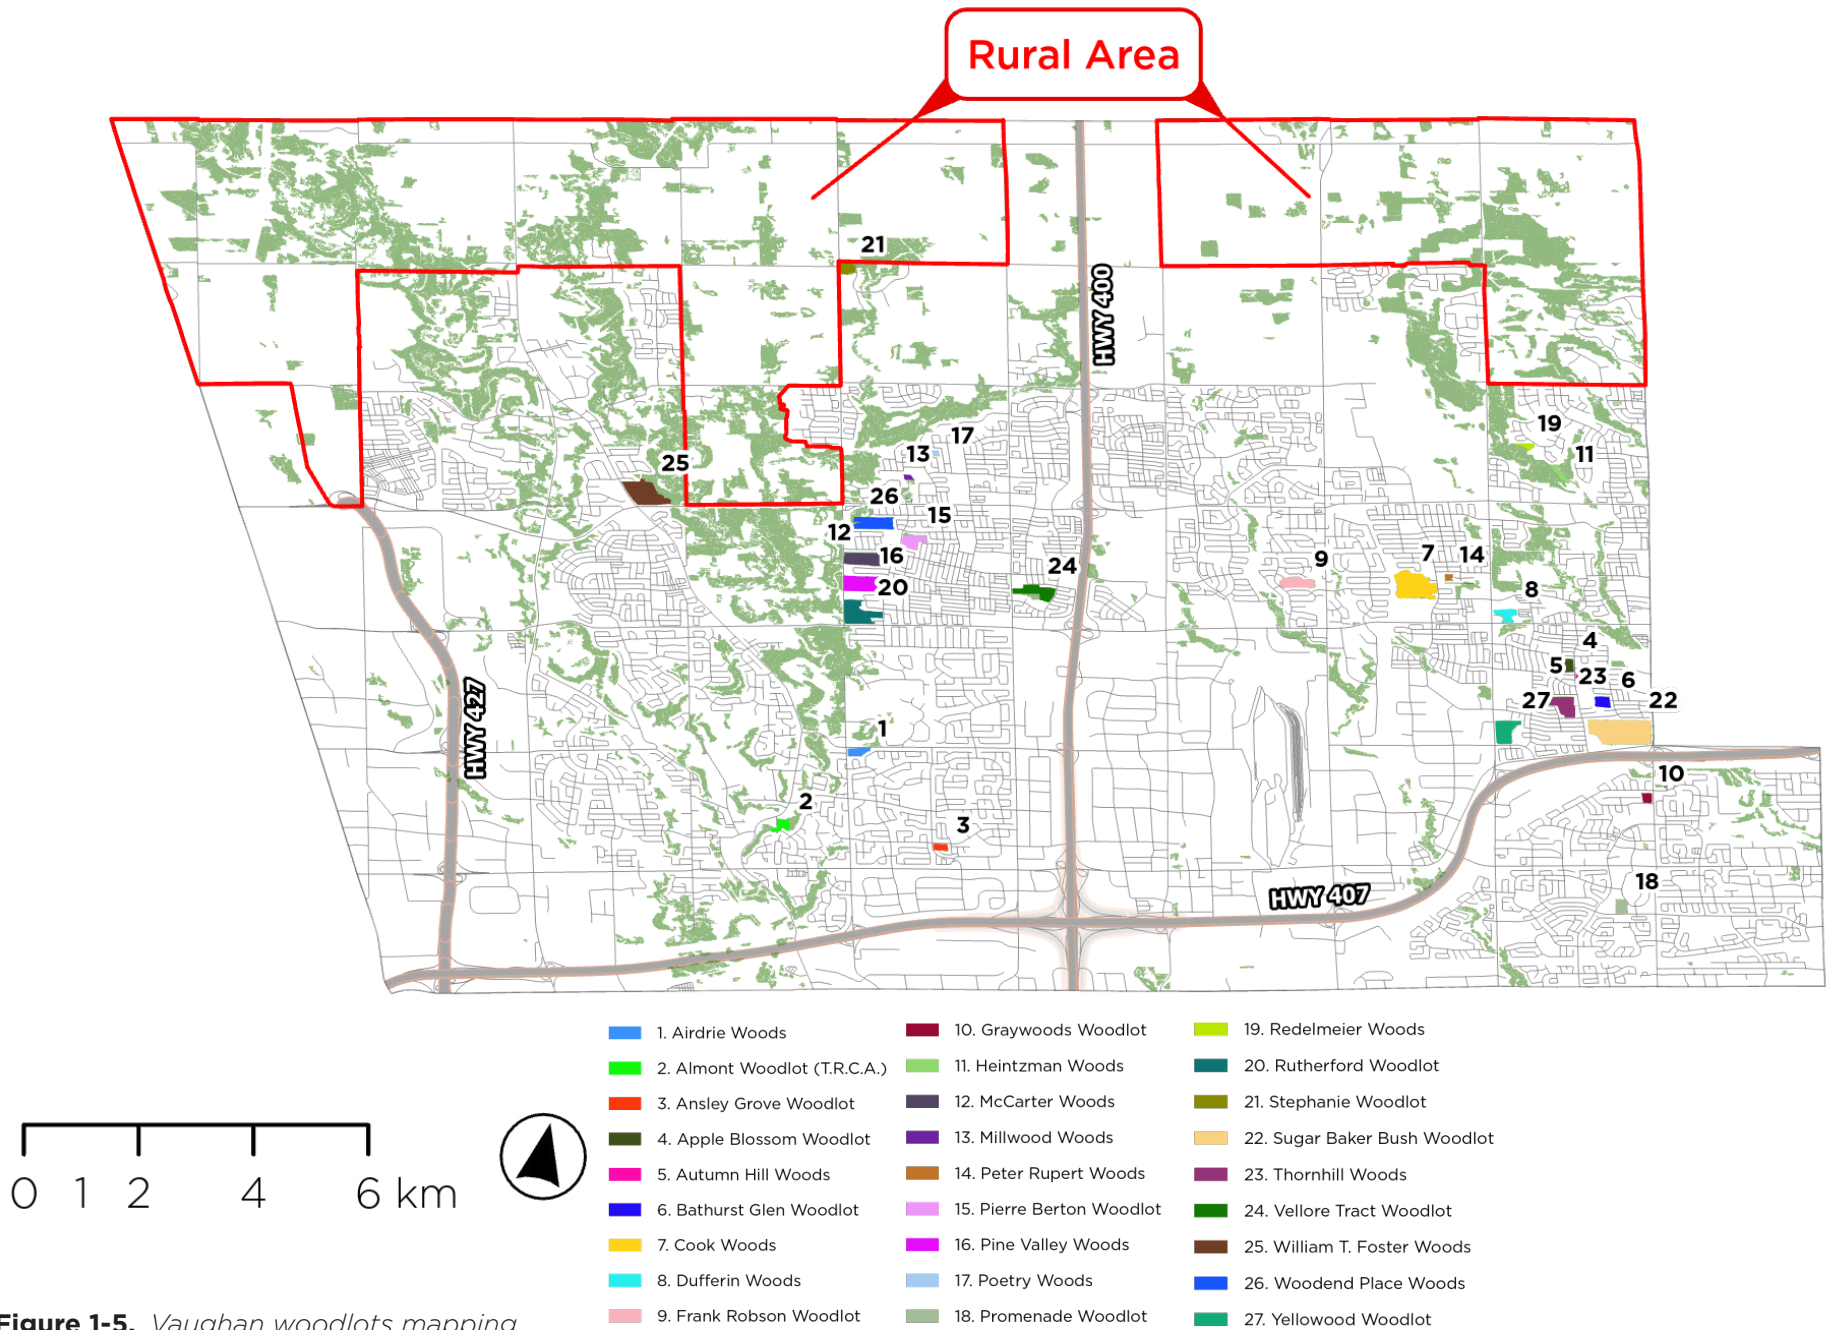 Rural Area
21
HWY 400
17
13
19
11
25
26
15
12
16
24
9
7
14
20
8
4
5
23
6
27
22
HWY 427
1
10
2
3
18
HWY 407
0 1 2 4 6 km
1. Airdrie Woods
2. Almont Woodlot (T.R.C.A.)
3. Ansley Grove Woodlot
4. Apple Blossom Woodlot
5. Autumn Hill Woods
6. Bathurst Glen Woodlot
7. Cook Woods
8. Dufferin Woods
9. Frank Robson Woodlot
10. Graywoods Woodlot
11. Heintzman Woods
12. McCarter Woods
13. Millwood Woods
14. Peter Rupert Woods
15. Pierre Berton Woodlot
16. Pine Valley Woods
17. Poetry Woods
18. Promenade Woodlot
19. Redelmeier Woods
20. Rutherford Woodlot
21. Stephanie Woodlot
22. Sugar Baker Bush Woodlot
23. Thornhill Woods
24. Vellore Tract Woodlot
25. William T. Foster Woods
26. Woodend Place Woods
27. Yellowood Woodlot
Figure 1-5. Vaughan woodlots mapping